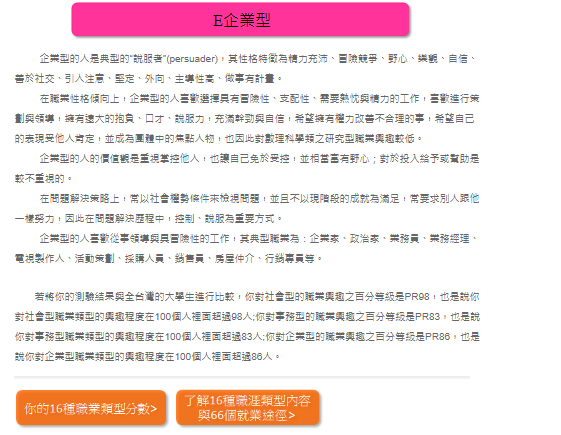 E企業型
企業型的人是典型的"說服者"(persuader)，其性格特徵為精力充沛、冒險競爭、野心、樂觀、自信、
善於社交、引人注意、堅定、外向、主導性高、做事有計畫。
在職業性格傾向上，企業型的人喜歡選擇具有冒險性、支配性、需要熱忱與精力的工作，喜歡進行策
劃與領導，擁有遠大的抱負、口才、說服力，充滿幹勁與自信，希望擁有權力改善不合理的事，希望自己
的表現受他人肯定，並成為團體中的焦點人物，也因此對數理科學類之研究型職業興趣較低。
企業型的人的價值觀是重視掌控他人，也讓自己免於受控，並相當富有野心；對於投入給予或幫助是
較不重視的。
在問題解決策略上，常以社會權勢條件來檢視問題，並且不以現階段的成就為滿足，常要求別人跟他
一樣努力，因此在問題解決歷程中，控制、說服為重要方式。
企業型的人喜歡從事領導與具冒險性的工作，其典型職業為：企業家、政治家、業務員、業務經理、
電視製作人、活動策劃、採購人員、銷售員、房屋仲介、行銷專員等。
若將你的測驗結果與全台灣的大學生進行比較，你對社會型的職業興趣之百分等級是PR98，也是說你
對社會型職業類型的興趣程度在100個人裡面超過98人;你對事務型的職業興趣之百分等級是PR83，也是說
你對事務型職業類型的興趣程度在100個人裡面超過83人;你對企業型的職業興趣之百分等級是PR86，也是
說你對企業型職業類型的興趣程度在100個人裡面超過86人。
你的16種職業類型分數>
了解16種職涯類型內容
與66個就業途徑>